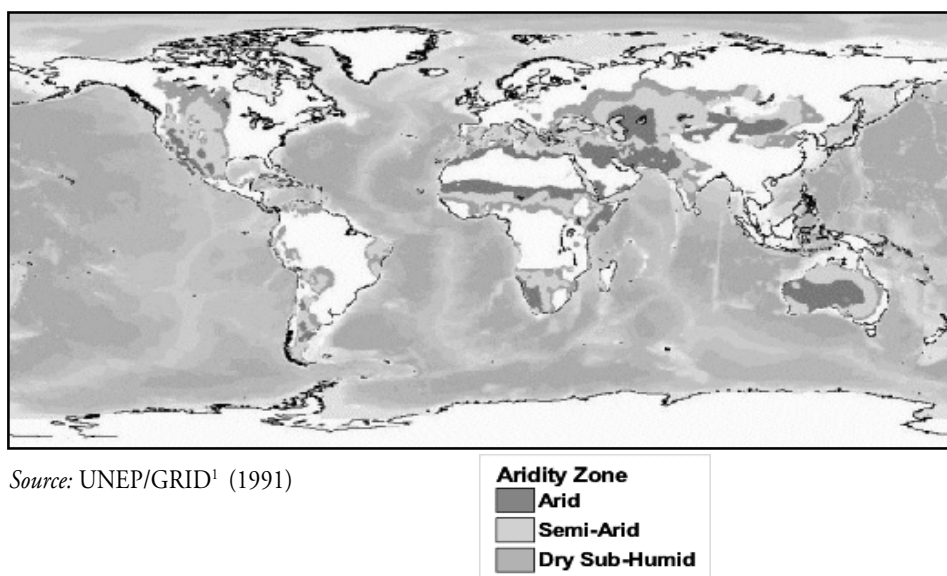 Source: UNEP/GRID¹ (1991)
Aridity Zone
Arid
Semi-Arid
Dry Sub-Humid